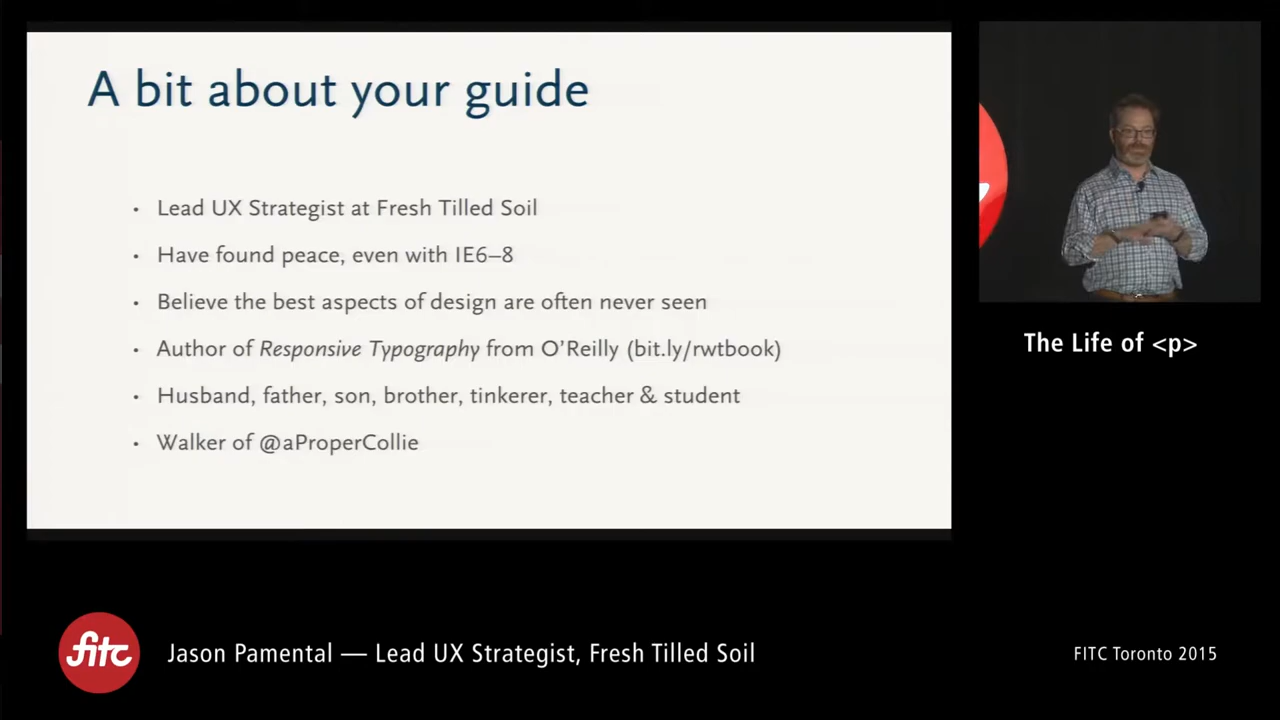 A bit about your guide
• Lead UX Strategist at Fresh Tilled Soil
• Have found peace, even with IE6–8
• Believe the best aspects of design are often never seen
• Author of Responsive Typography from O’Reilly (bit.ly/rwtbook)
• Husband, father, son, brother, tinkerer, teacher & student
• Walker of @aProperCollie
The Life of <p>
fitc
Jason Pamental — Lead UX Strategist, Fresh Tilled Soil
FITC Toronto 2015